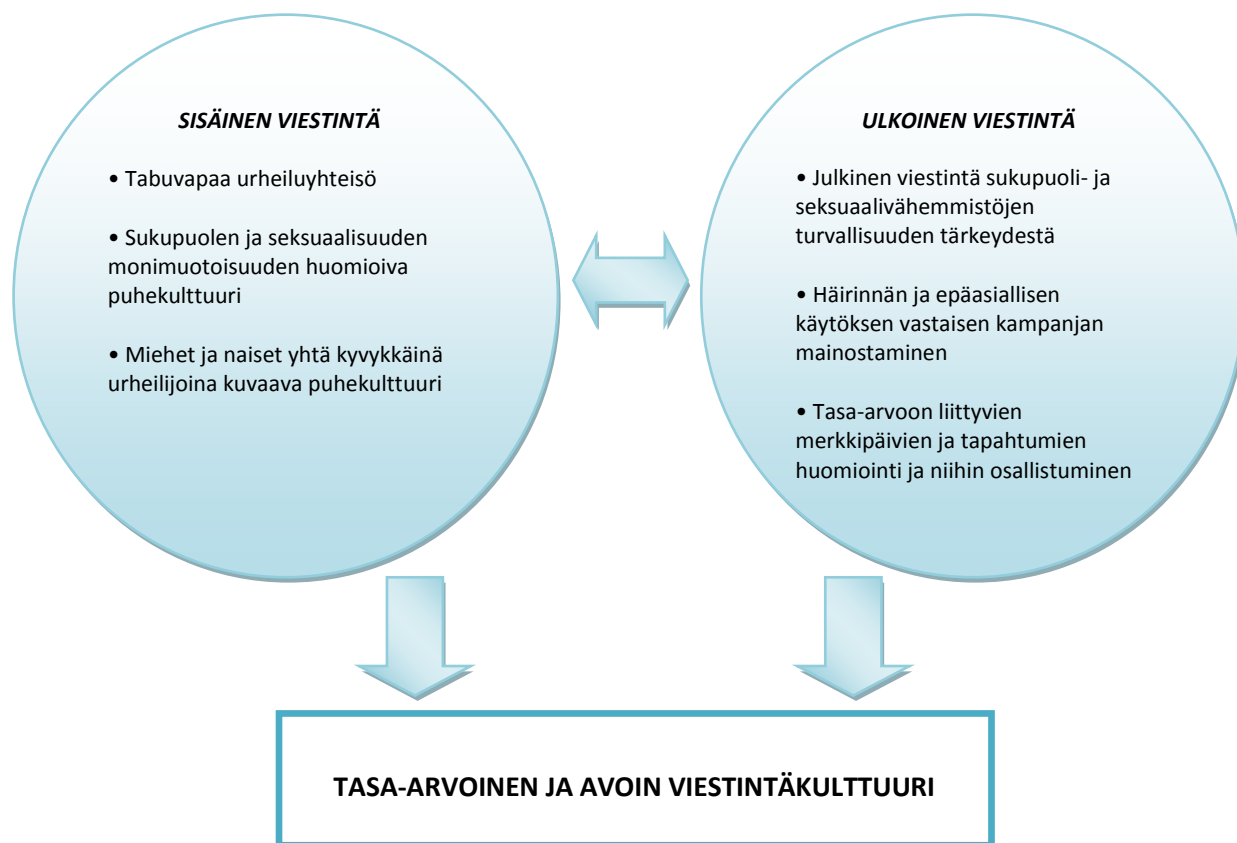 SISÄINEN VIESTINTÄ
• Tabuvapaa urheiluyhteisö
• Sukupuolen ja seksuaalisuuden
monimuotoisuuden huomioiva
puhekulttuuri
• Miehet ja naiset yhtä kyvykkäinä
urheilijoina kuvaava puhekulttuuri
ULKOINEN VIESTINTÄ
• Julkinen viestintä sukupuoli- ja
seksuaalivähemmistöjen
turvallisuuden tärkeydestä
• Häirinnän ja epäasiallisen
käytöksen vastaisen kampanjan
mainostaminen
• Tasa-arvoon liittyvien
merkkipäivien ja tapahtumien
huomiointi ja niihin osallistuminen
TASA-ARVOINEN JA AVOIN VIESTINTÄKULTTUURI